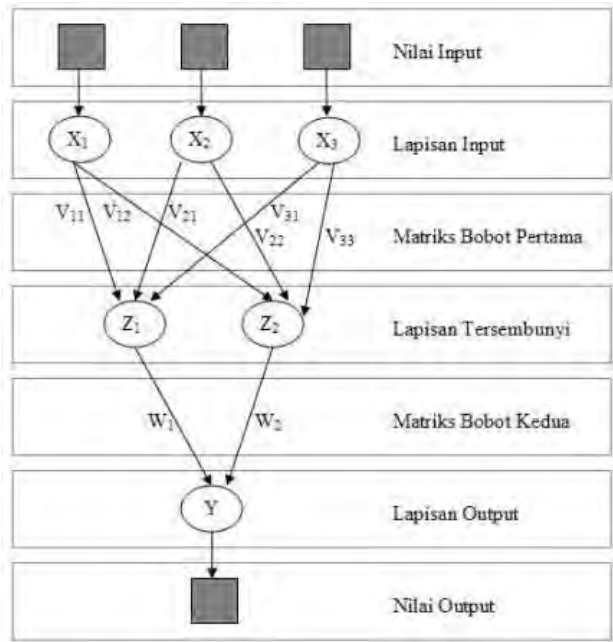 Nilai Input
X1 X2 X3 Lapisan Input
V11 V12 V21 V31 V22 V33 Matriks Bobot Pertama
Z1 Z2 Lapisan Tersembunyi
W1 W2 Matriks Bobot Kedua
Y Lapisan Output
Nilai Output